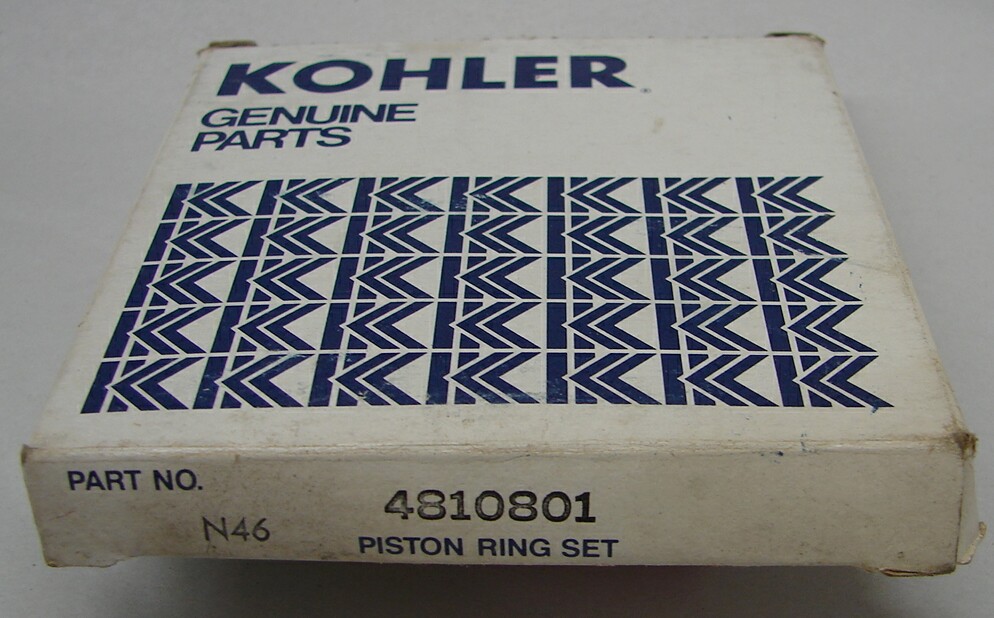 KOHLER
GENUINE
PARTS
PART NO.
4810801
N46
PISTON RING SET